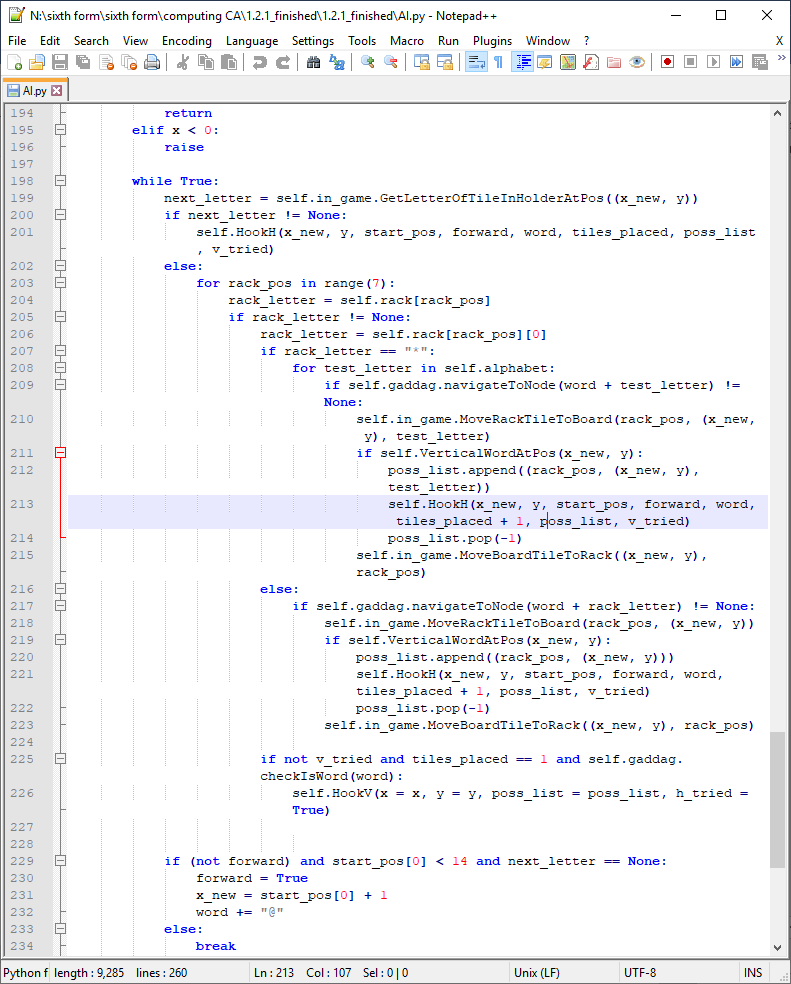 N:\sixth form\sixth form\computing CA\1.2.1_finished\1.2.1_finished\AI.py - Notepad++
File Edit Search View Encoding Language Settings Tools Macro Run Plugins Window ? X
AI.py
194 return
195 elif x < 0:
196 raise
197
198 while True:
199 next_letter = self.in_game.GetLetterOfTileInHolderAtPos((x_new, y))
200 if next_letter != None:
201 self.HookH(x_new, y, start_pos, forward, word, tiles_placed, poss_list
, v_tried)
202 else:
203 for rack_pos in range(7):
204 rack_letter = self.rack[rack_pos]
205 if rack_letter != None:
206 rack_letter = self.rack[rack_pos][0]
207 if rack_letter == "*":
208 for test_letter in self.alphabet:
209 if self.gaddag.navigateToNode(word + test_letter) !=
None:
210 self.in_game.MoveRackTileToBoard(rack_pos, (x_new,
y), test_letter)
211 if self.VerticalWordAtPos(x_new, y):
212 poss_list.append((rack_pos, (x_new, y),
test_letter))
213 self.HookH(x_new, y, start_pos, forward, word,
tiles_placed + 1, poss_list, v_tried)
214 poss_list.pop(-1)
215 self.in_game.MoveBoardTileToRack((x_new, y),
rack_pos)
216 else:
217 if self.gaddag.navigateToNode(word + rack_letter) != None:
218 self.in_game.MoveRackTileToBoard(rack_pos, (x_new, y))
219 if self.VerticalWordAtPos(x_new, y):
220 poss_list.append((rack_pos, (x_new, y)))
221 self.HookH(x_new, y, start_pos, forward, word,
tiles_placed + 1, poss_list, v_tried)
222 poss_list.pop(-1)
223 self.in_game.MoveBoardTileToRack((x_new, y), rack_pos)
224
225 if not v_tried and tiles_placed == 1 and self.gaddag.
checkIsWord(word):
226 self.HookV(x = x, y = y, poss_list = poss_list, h_tried =
True)
227
228
229 if (not forward) and start_pos[0] < 14 and next_letter == None:
230 forward = True
231 x_new = start_pos[0] + 1
232 word += "@"
233 else:
234 break
Python f length : 9,285 lines : 260 Ln : 213 Col : 107 Sel : 0 | 0 Unix (LF) UTF-8 INS